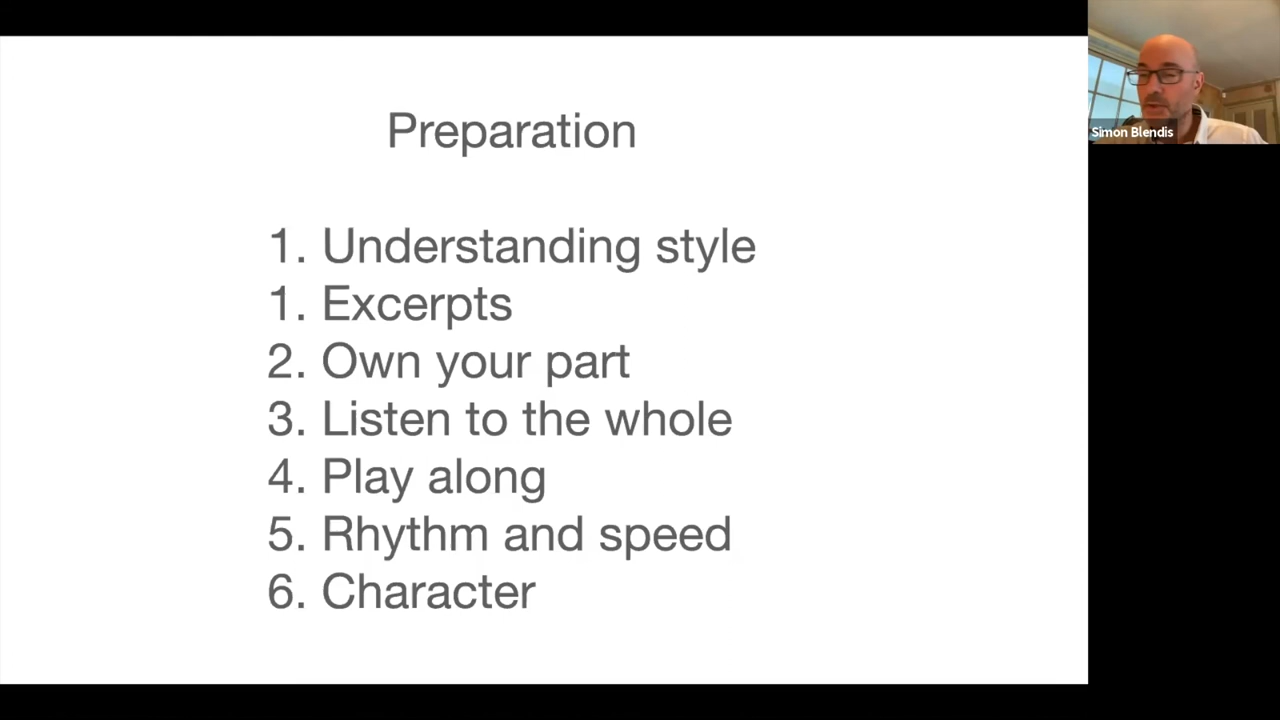 Preparation
1. Understanding style
1. Excerpts
2. Own your part
3. Listen to the whole
4. Play along
5. Rhythm and speed
6. Character
Simon Blendis